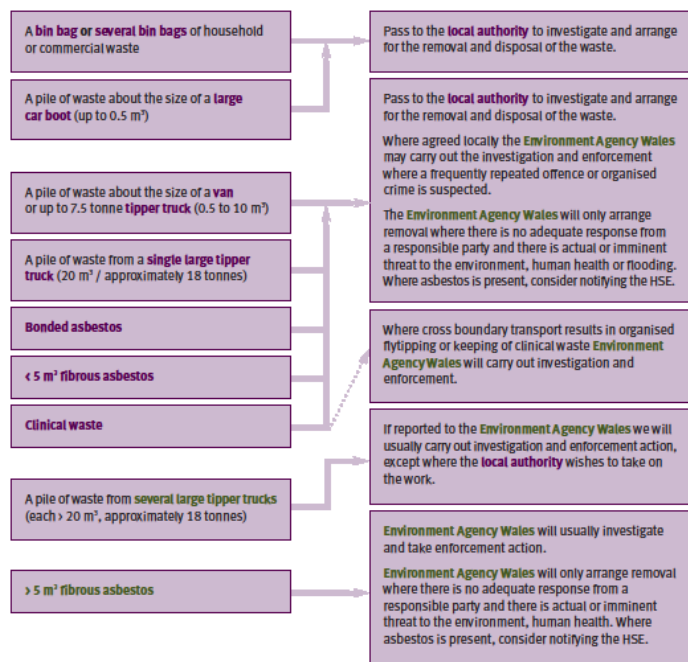 A bin bag or several bin bags of household
or commercial waste
A pile of waste about the size of a large
car boot (up to 0.5 m³)
A pile of waste about the size of a van
or up to 7.5 tonne tipper truck (0.5 to 10 m³)
A pile of waste from a single large tipper
truck (20 m³ / approximately 18 tonnes)
Bonded asbestos
< 5 m³ fibrous asbestos
Clinical waste
A pile of waste from several large tipper trucks
(each > 20 m³, approximately 18 tonnes)
> 5 m³ fibrous asbestos
Pass to the local authority to investigate and arrange
for the removal and disposal of the waste.
Pass to the local authority to investigate and arrange
for the removal and disposal of the waste.
Where agreed locally the Environment Agency Wales
may carry out the investigation and enforcement
where a frequently repeated offence or organised
crime is suspected.
The Environment Agency Wales will only arrange
removal where there is no adequate response from
a responsible party and there is actual or imminent
threat to the environment, human health or flooding.
Where asbestos is present, consider notifying the HSE.
Where cross boundary transport results in organised
flytipping or keeping of clinical waste Environment
Agency Wales will carry out investigation and
enforcement.
If reported to the Environment Agency Wales we will
usually carry out investigation and enforcement action,
except where the local authority wishes to take on
the work.
Environment Agency Wales will usually investigate
and take enforcement action.
Environment Agency Wales will only arrange removal
where there is no adequate response from a
responsible party and there is actual or imminent
threat to the environment, human health. Where
asbestos is present, consider notifying the HSE.